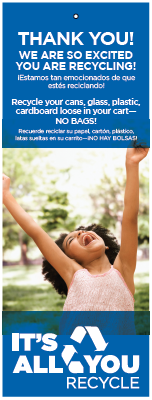 THANK YOU!
WE ARE SO EXCITED
YOU ARE RECYCLING!
¡Estamos tan emocionados de que
estés reciclando!
Recycle your cans, glass, plastic,
cardboard loose in your cart—
NO BAGS!
Recuerde reciclar su papel, cartón, plástico,
latas sueltas en su carrito—¡NO HAY BOLSAS!
IT'S
ALL YOU
RECYCLE